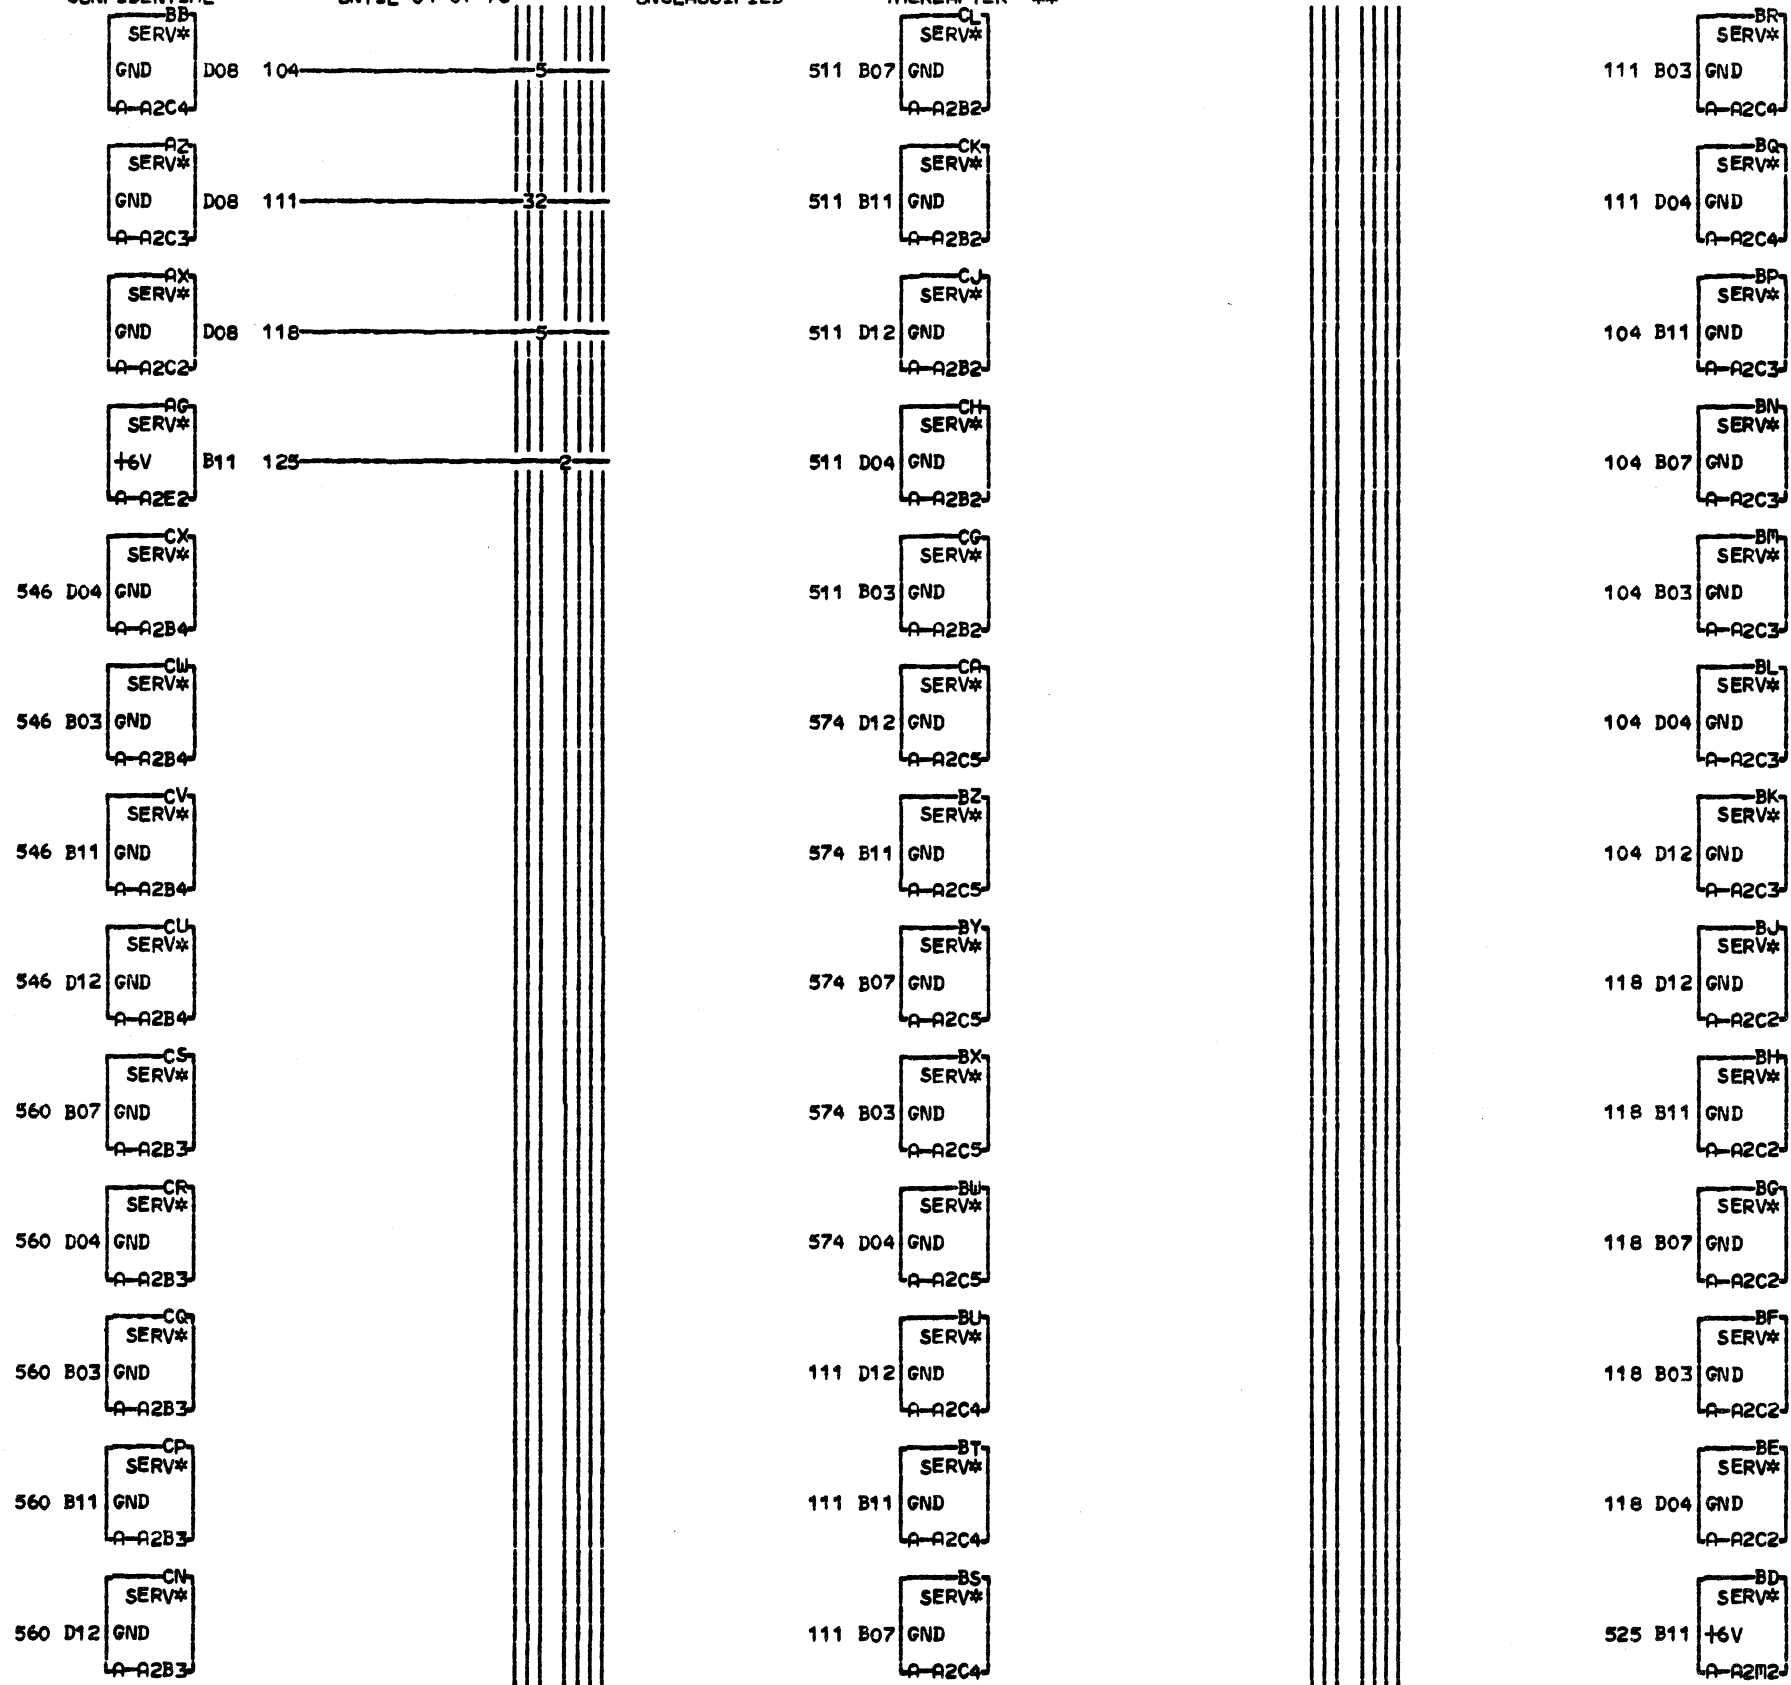 BB CL BR
SERV* SERV* SERV*
GND D08 104 5 511 B07 GND 111 B03 GND
A-A2C4 A-A2B2 A-A2C4
AZ CK BQ
SERV* SERV* SERV*
GND D08 111 32 511 B11 GND 111 D04 GND
A-A2C3 A-A2B2 A-A2C4
AX CJ BP
SERV* SERV* SERV*
GND D08 118 5 511 D12 GND 104 B11 GND
A-A2C2 A-A2B2 A-A2C3
AG CH BN
SERV* SERV* SERV*
+6V B11 125 2 511 D04 GND 104 B07 GND
A-A2E2 A-A2B2 A-A2C3
CX CG BM
SERV* SERV* SERV*
546 D04 GND 511 B03 GND 104 B03 GND
A-A2B4 A-A2B2 A-A2C3
CW CA BL
SERV* SERV* SERV*
546 B03 GND 574 D12 GND 104 D04 GND
A-A2B4 A-A2C5 A-A2C3
CV BZ BK
SERV* SERV* SERV*
546 B11 GND 574 B11 GND 104 D12 GND
A-A2B4 A-A2C5 A-A2C3
CU BY BJ
SERV* SERV* SERV*
546 D12 GND 574 B07 GND 118 D12 GND
A-A2B4 A-A2C5 A-A2C2
CS BX BH
SERV* SERV* SERV*
560 B07 GND 574 B03 GND 118 B11 GND
A-A2B3 A-A2C5 A-A2C2
CR BW BG
SERV* SERV* SERV*
560 D04 GND 574 D04 GND 118 B07 GND
A-A2B3 A-A2C5 A-A2C2
CQ BU BF
SERV* SERV* SERV*
560 B03 GND 111 D12 GND 118 B03 GND
A-A2B3 A-A2C4 A-A2C2
CP BT BE
SERV* SERV* SERV*
560 B11 GND 111 B11 GND 118 D04 GND
A-A2B3 A-A2C4 A-A2C2
CN BS BD
SERV* SERV* SERV*
560 D12 GND 111 B07 GND 525 B11 +6V
A-A2B3 A-A2C4 A-A2M2